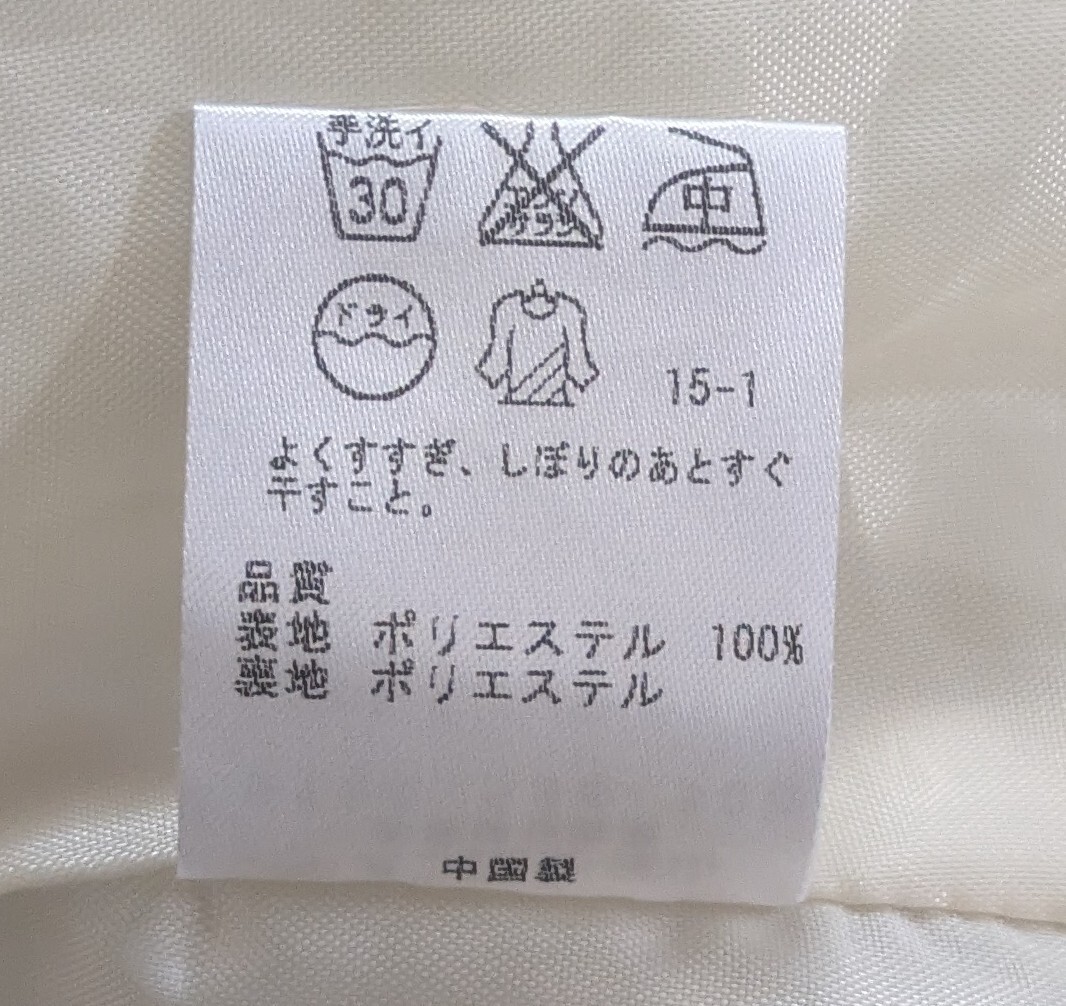 手洗イ
30
中
ドライ
15-1
よくすすぎ、しぼりのあとすぐ
干すこと。
品質
表地 ポリエステル 100%
裏地 ポリエステル
中国製